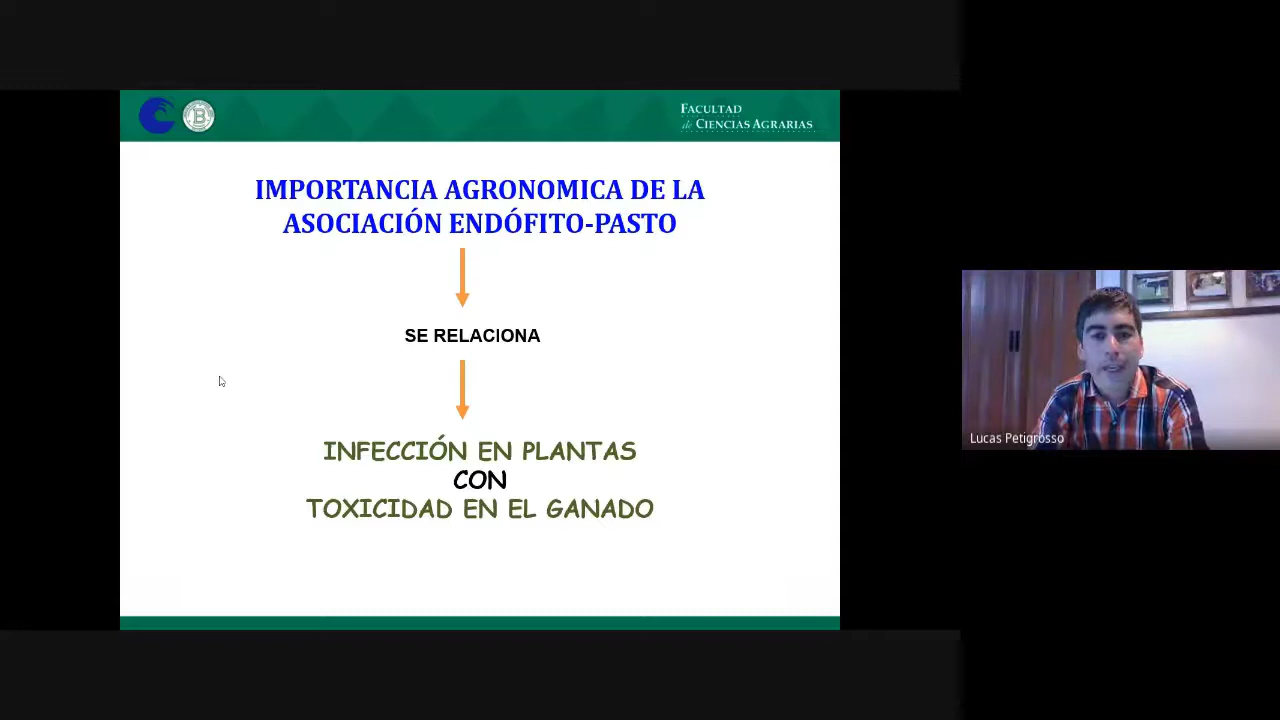 FACULTAD
de CIENCIAS AGRARIAS
IMPORTANCIA AGRONOMICA DE LA
ASOCIACIÓN ENDÓFITO-PASTO
SE RELACIONA
INFECCIÓN EN PLANTAS
CON
TOXICIDAD EN EL GANADO
Lucas Petigrosso